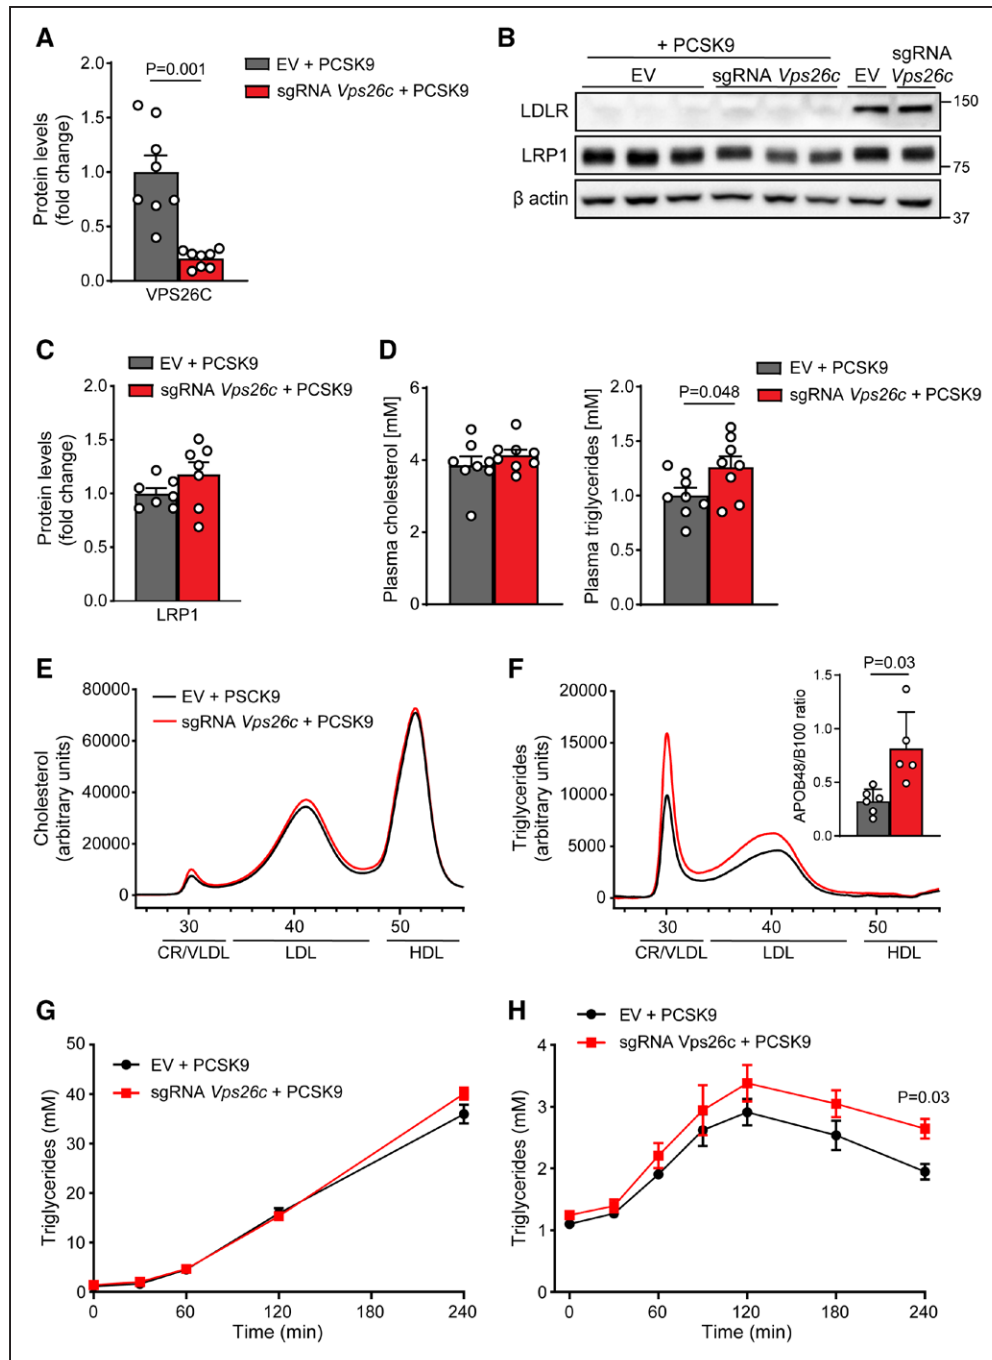 A
Protein levels
(fold change)
2.0
1.5
1.0
0.5
0.0
P=0.001
VPS26C
EV + PCSK9
sgRNA Vps26c + PCSK9
B
+ PCSK9
EV
sgRNA Vps26c
EV
sgRNA
Vps26c
LDLR
150
LRP1
75
β actin
37
C
EV + PCSK9
sgRNA Vps26c + PCSK9
Protein levels
(fold change)
2.0
1.5
1.0
0.5
0.0
LRP1
D
Plasma cholesterol [mM]
6
4
2
0
Plasma triglycerides [mM]
2.0
1.5
1.0
0.5
0.0
P=0.048
EV + PCSK9
sgRNA Vps26c + PCSK9
E
Cholesterol
(arbitrary units)
80000
60000
40000
20000
0
EV + PSCK9
sgRNA Vps26c + PCSK9
30 40 50
CR/VLDL LDL HDL
F
Triglycerides
(arbitrary units)
20000
15000
10000
5000
0
30 40 50
CR/VLDL LDL HDL
APOB48/B100 ratio
1.5
1.0
0.5
0.0
P=0.03
G
Triglycerides (mM)
50
40
30
20
10
0
EV + PCSK9
sgRNA Vps26c + PCSK9
0 60 120 180 240
Time (min)
H
EV + PCSK9
sgRNA Vps26c + PCSK9
Triglycerides (mM)
4
3
2
1
0
P=0.03
0 60 120 180 240
Time (min)